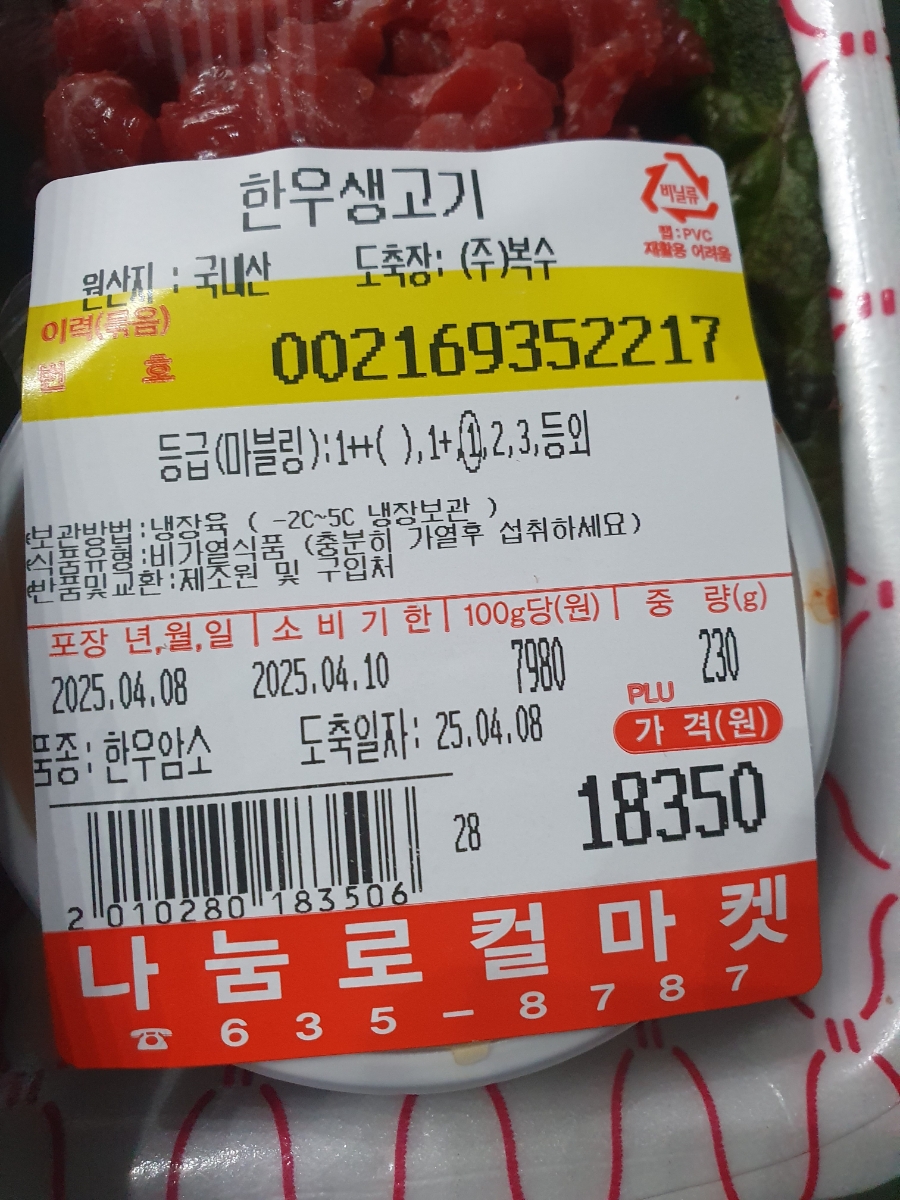 한우생고기
비닐류
랩:PVC
재활용 어려움
원산지 : 국내산 도축장: (주)복수
이력(묶음)
번 호 002169352217
등급(마블링):1++( ),1+,1,2,3,등외
보관방법:냉장육 ( -2C~5C 냉장보관 )
식품유형:비가열식품 (충분히 가열후 섭취하세요)
반품및교환:제조원 및 구입처
포장 년,월,일 소 비 기 한 100g당(원) 중 량(g)
2025.04.08 2025.04.10 7980 230
품종: 한우암소 도축일자: 25.04.08
PLU
가 격(원)
28 18350
2 010280 183506
나눔로컬마켓
☎ 635-8787